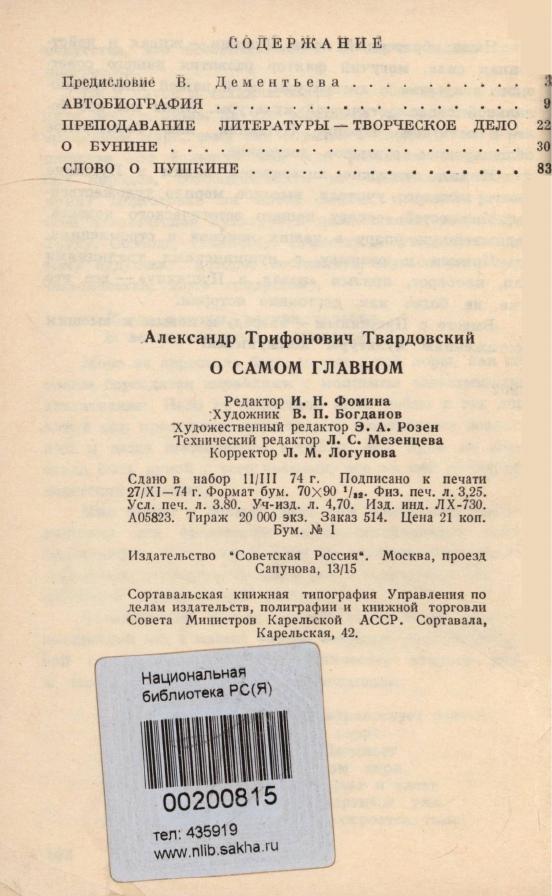 СОДЕРЖАНИЕ
Предисловие В. Дементьева . . . . . . . . . . 3
АВТОБИОГРАФИЯ . . . . . . . . . . . . . . . 9
ПРЕПОДАВАНИЕ ЛИТЕРАТУРЫ — ТВОРЧЕСКОЕ ДЕЛО 22
О БУНИНЕ . . . . . . . . . . . . . . . . . . 30
СЛОВО О ПУШКИНЕ . . . . . . . . . . . . . . 83
Александр Трифонович Твардовский
О САМОМ ГЛАВНОМ
Редактор И. Н. Фомина
Художник В. П. Богданов
Художественный редактор Э. А. Розен
Технический редактор Л. С. Мезенцева
Корректор Л. М. Логунова
Сдано в набор 11/III 74 г. Подписано к печати
27/XI—74 г. Формат бум. 70×90 1/32. Физ. печ. л. 3,25.
Усл. печ. л. 3.80. Уч-изд. л. 4,70. Изд. инд. ЛХ-730.
А05823. Тираж 20 000 экз. Заказ 514. Цена 21 коп.
Бум. № 1
Издательство "Советская Россия". Москва, проезд
Сапунова, 13/15
Сортавальская книжная типография Управления по
делам издательств, полиграфии и книжной торговли
Совета Министров Карельской АССР. Сортавала,
Карельская, 42.
Национальная
библиотека РС(Я)
00200815
тел: 435919
www.nlib.sakha.ru